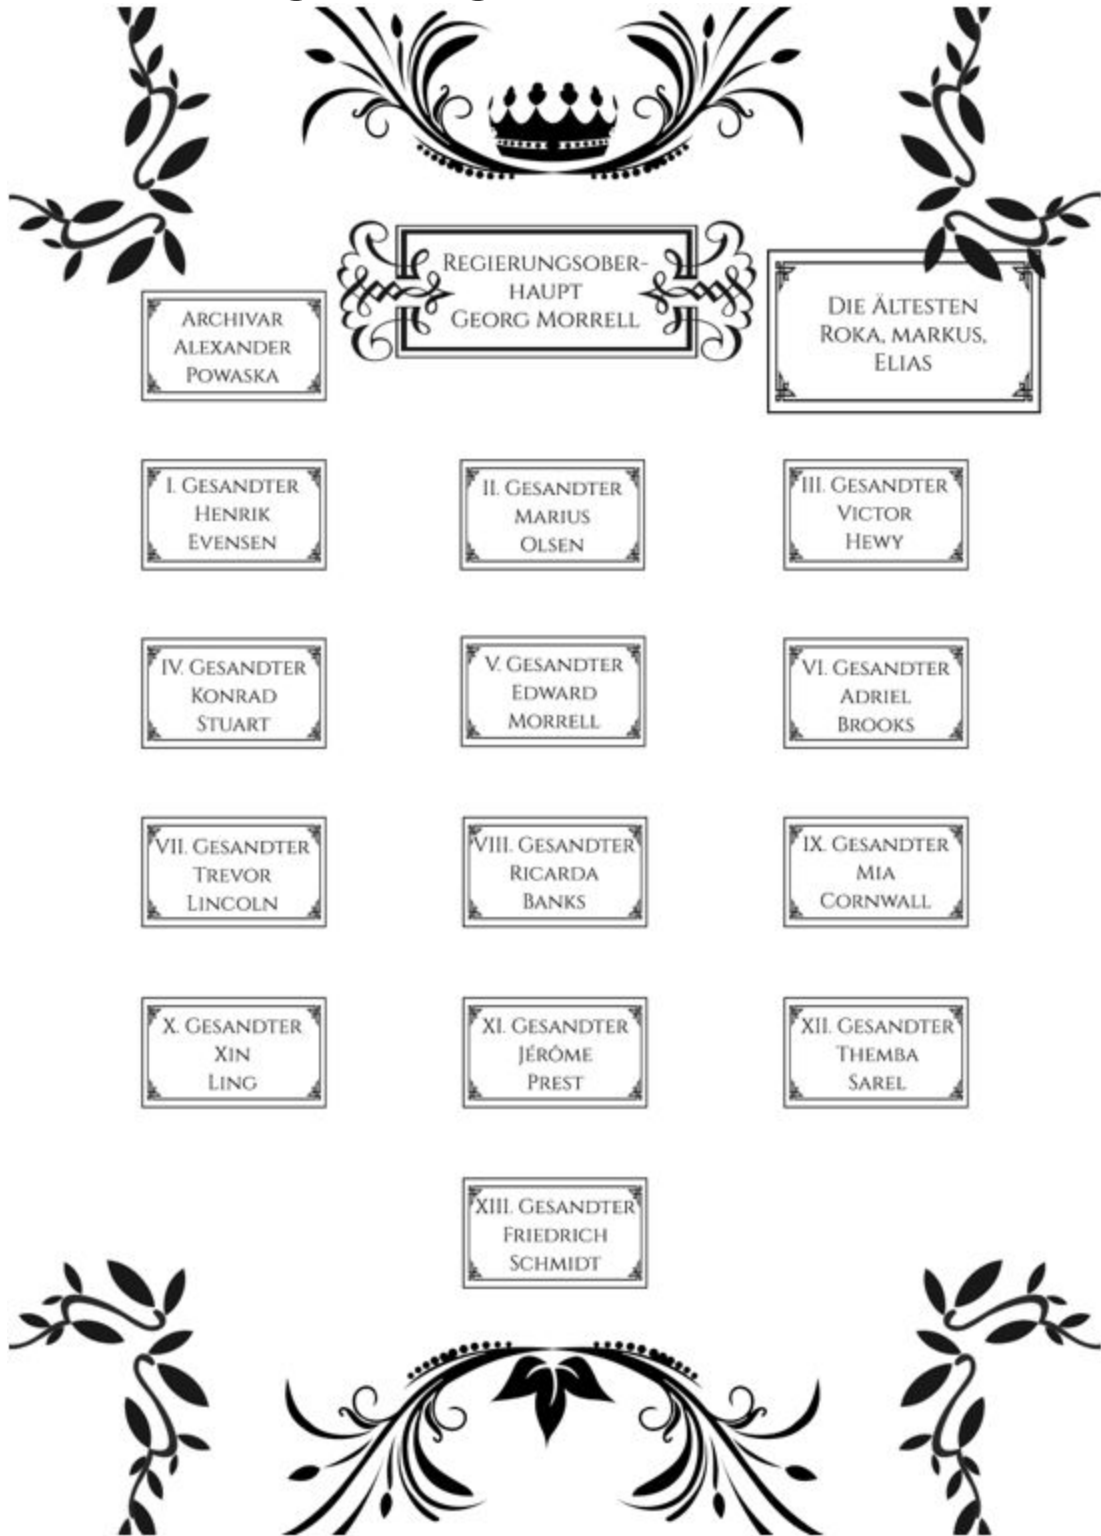 Regierungsober-
haupt
Georg Morrell
Archivar
Alexander
Powaska
Die Ältesten
Roka, Markus,
Elias
I. Gesandter
Henrik
Evensen
II. Gesandter
Marius
Olsen
III. Gesandter
Victor
Hewy
IV. Gesandter
Konrad
Stuart
V. Gesandter
Edward
Morrell
VI. Gesandter
Adriel
Brooks
VII. Gesandter
Trevor
Lincoln
VIII. Gesandter
Ricarda
Banks
IX. Gesandter
Mia
Cornwall
X. Gesandter
Xin
Ling
XI. Gesandter
Jérôme
Prest
XII. Gesandter
Themba
Sarel
XIII. Gesandter
Friedrich
Schmidt